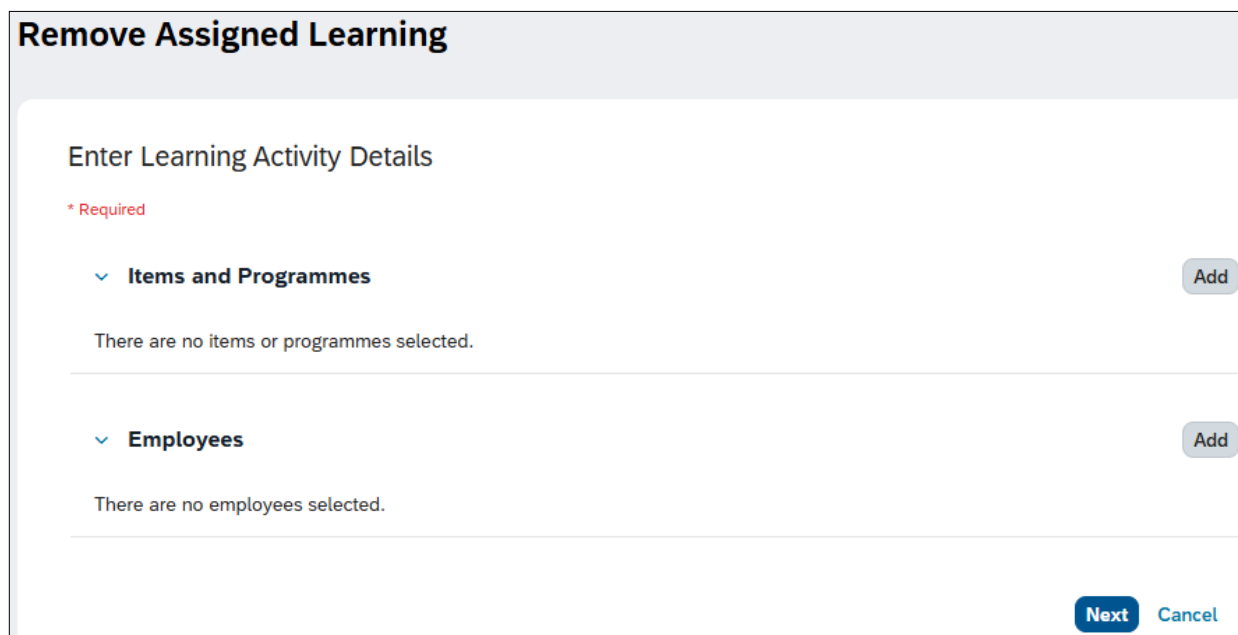 Remove Assigned Learning
Enter Learning Activity Details
* Required
Items and Programmes
Add
There are no items or programmes selected.
Employees
Add
There are no employees selected.
Next Cancel